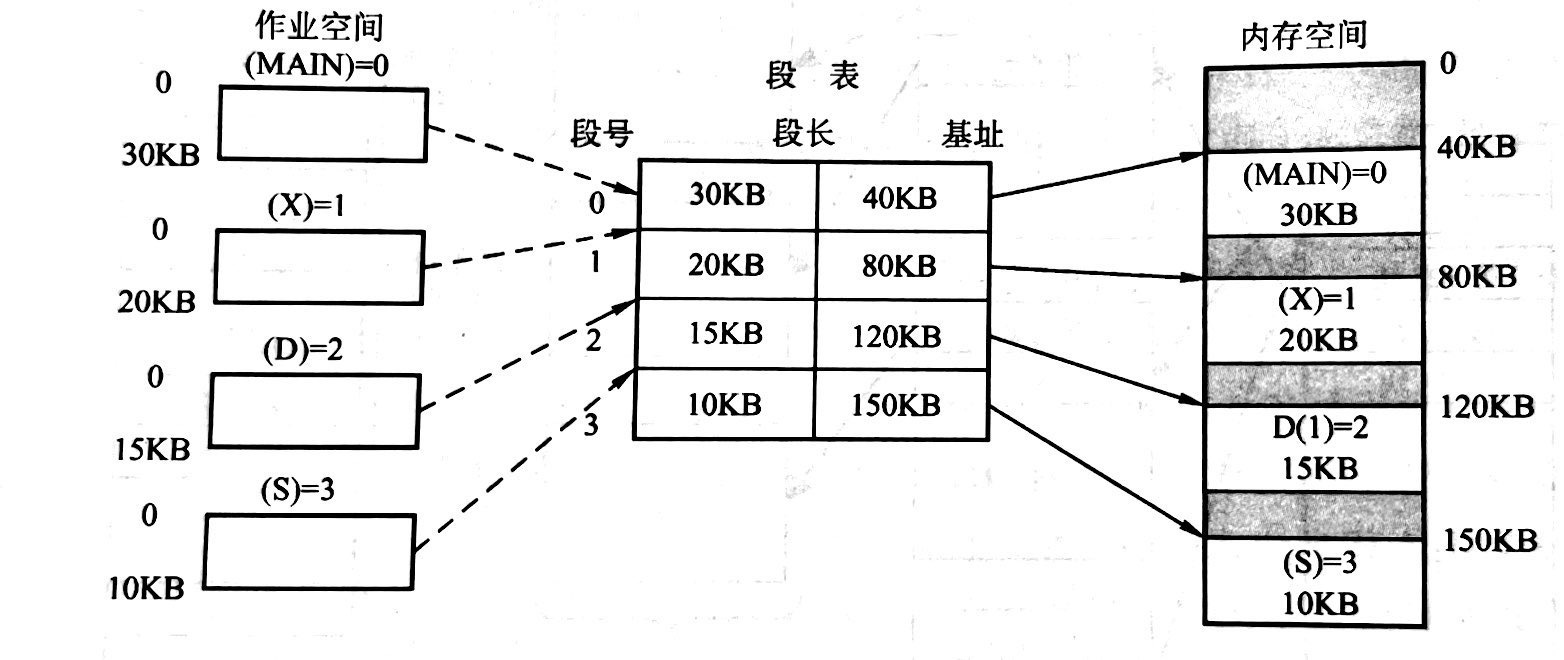 作业空间
(MAIN)=0
0
30KB
(X)=1
0
20KB
(D)=2
0
15KB
(S)=3
0
10KB
段 表
段号 段长 基址
0 30KB 40KB
1 20KB 80KB
2 15KB 120KB
3 10KB 150KB
内存空间
0
40KB
(MAIN)=0
30KB
80KB
(X)=1
20KB
120KB
D(1)=2
15KB
150KB
(S)=3
10KB